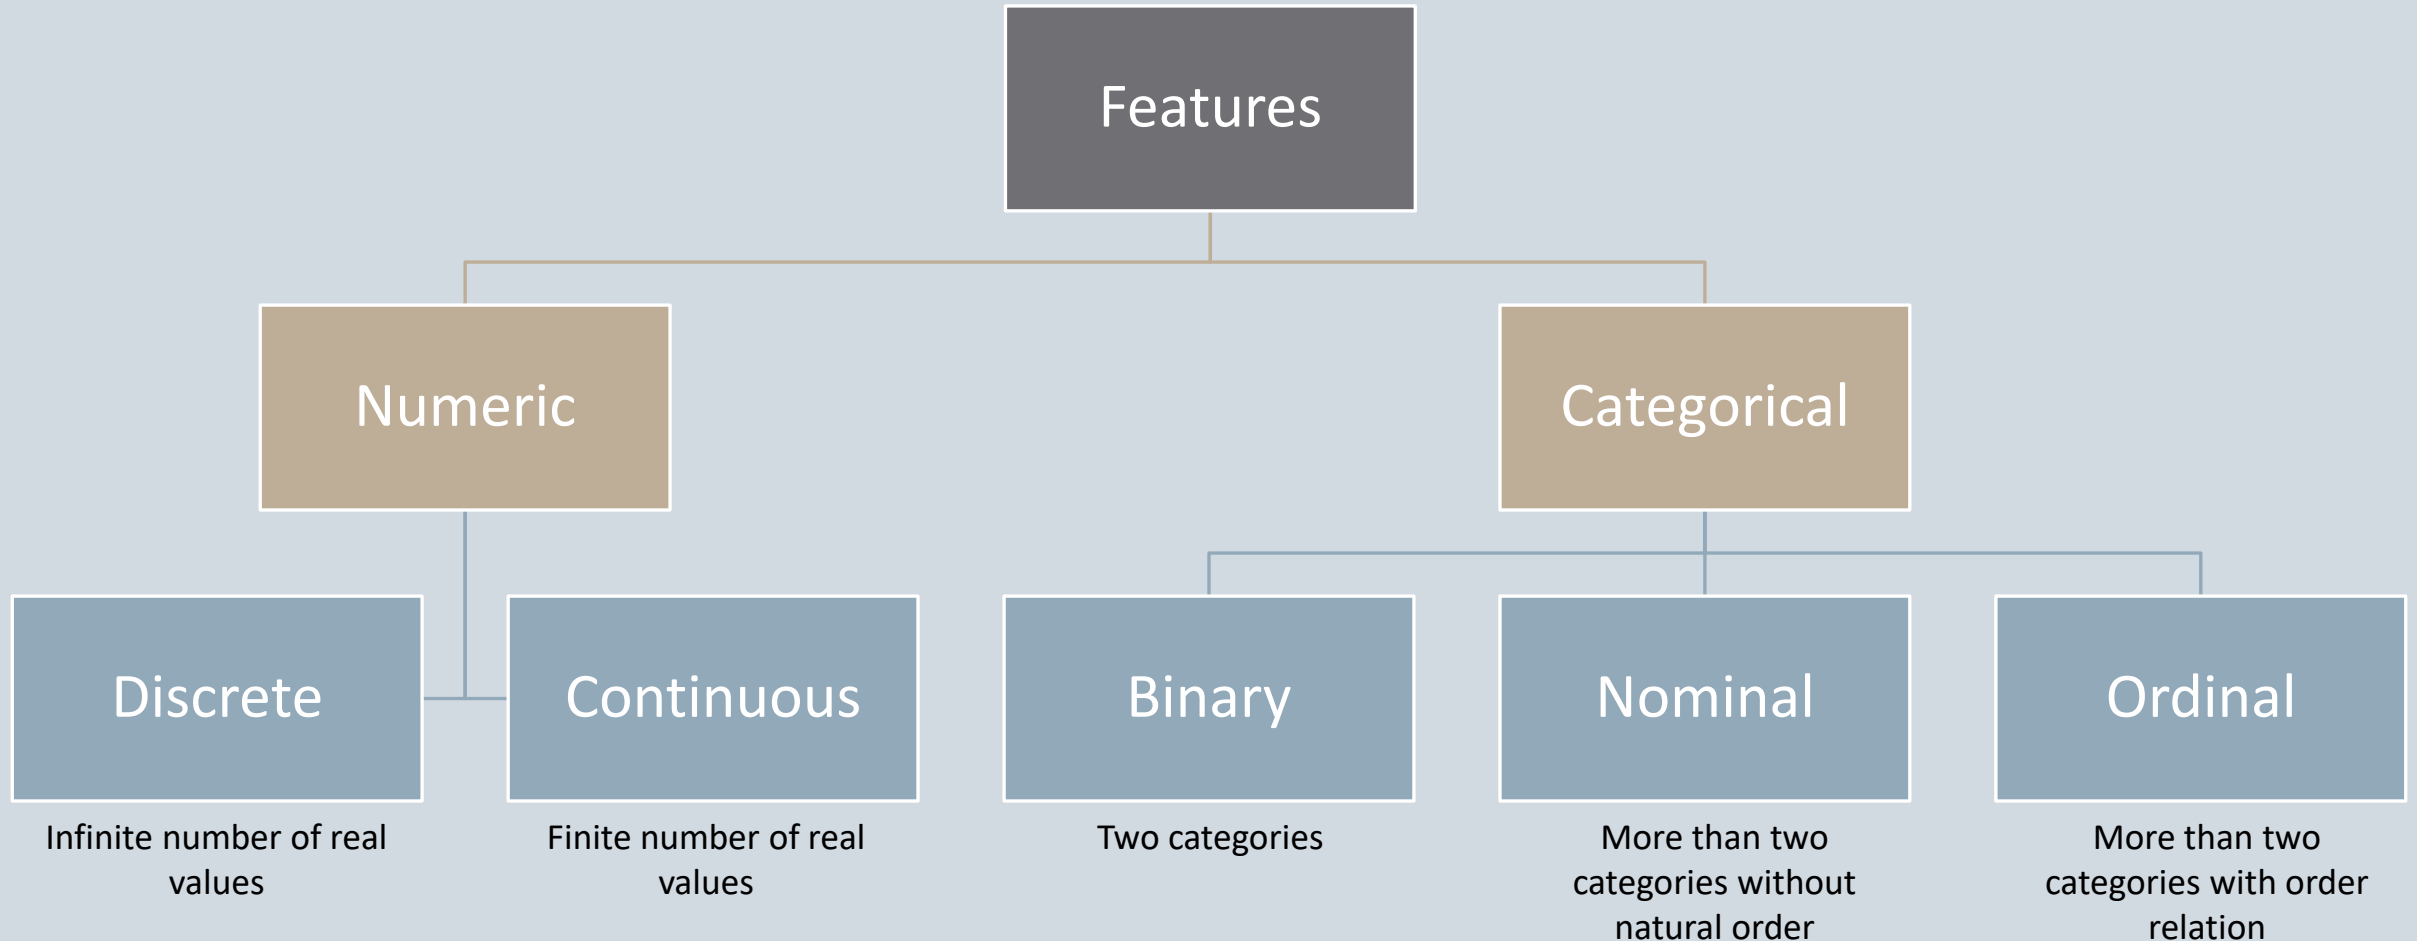 Features
Numeric
Categorical
Discrete
Continuous
Binary
Nominal
Ordinal
Infinite number of real
values
Finite number of real
values
Two categories
More than two
categories without
natural order
More than two
categories with order
relation